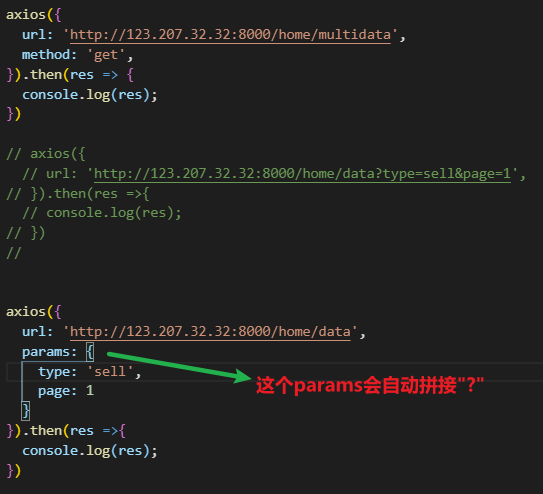 axios({
  url: 'http://123.207.32.32:8000/home/multidata',
  method: 'get',
}).then(res => {
  console.log(res);
})
// axios({
  // url: 'http://123.207.32.32:8000/home/data?type=sell&page=1',
// }).then(res =>{
  // console.log(res);
// })
//
axios({
  url: 'http://123.207.32.32:8000/home/data',
  params: {
    type: 'sell',
这个params会自动拼接"?"
    page: 1
  }
}).then(res =>{
  console.log(res);
})